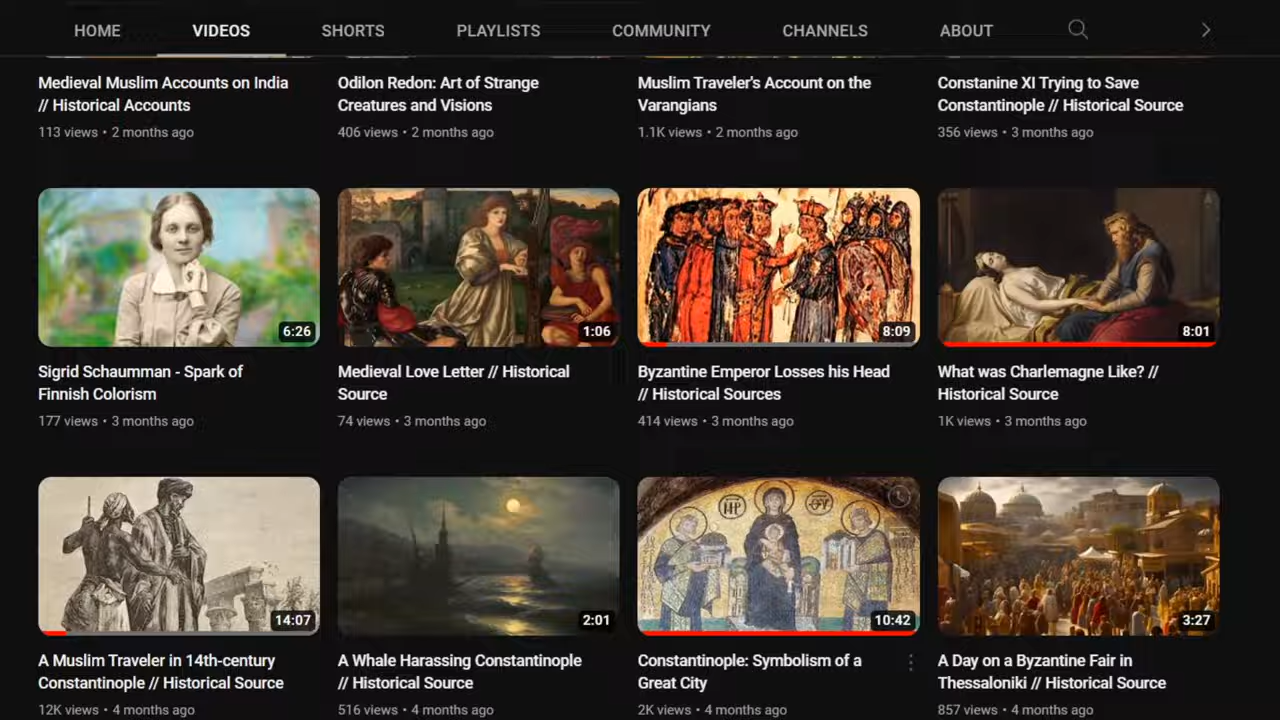 HOME VIDEOS SHORTS PLAYLISTS COMMUNITY CHANNELS ABOUT
Medieval Muslim Accounts on India
// Historical Accounts
113 views • 2 months ago
Odilon Redon: Art of Strange
Creatures and Visions
406 views • 2 months ago
Muslim Traveler's Account on the
Varangians
1.1K views • 2 months ago
Constanine XI Trying to Save
Constantinople // Historical Source
356 views • 3 months ago
6:26
Sigrid Schaumman - Spark of
Finnish Colorism
177 views • 3 months ago
1:06
Medieval Love Letter // Historical
Source
74 views • 3 months ago
8:09
Byzantine Emperor Losses his Head
// Historical Sources
414 views • 3 months ago
8:01
What was Charlemagne Like? //
Historical Source
1K views • 3 months ago
14:07
A Muslim Traveler in 14th-century
Constantinople // Historical Source
12K views • 4 months ago
2:01
A Whale Harassing Constantinople
// Historical Source
516 views • 4 months ago
10:42
Constantinople: Symbolism of a
Great City
2K views • 4 months ago
3:27
A Day on a Byzantine Fair in
Thessaloniki // Historical Source
857 views • 4 months ago